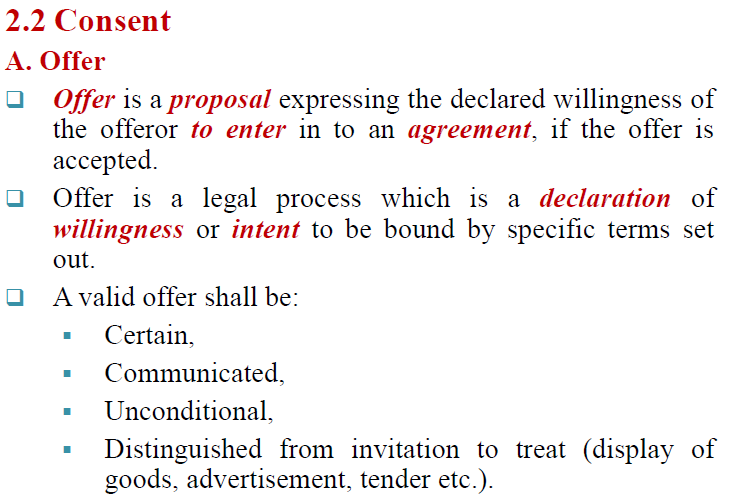 2.2 Consent
A. Offer
❑ Offer is a proposal expressing the declared willingness of
the offeror to enter in to an agreement, if the offer is
accepted.
❑ Offer is a legal process which is a declaration of
willingness or intent to be bound by specific terms set
out.
❑ A valid offer shall be:
▪ Certain,
▪ Communicated,
▪ Unconditional,
▪ Distinguished from invitation to treat (display of
goods, advertisement, tender etc.).